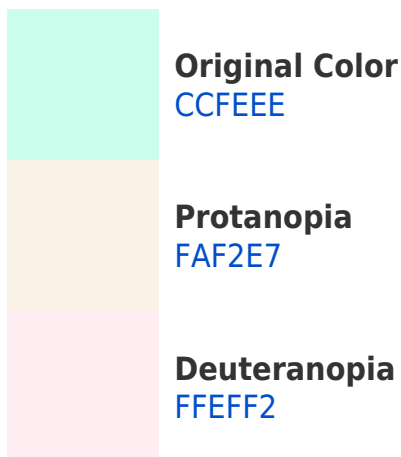 Original Color
CCFEEE
Protanopia
FAF2E7
Deuteranopia
FFEFF2